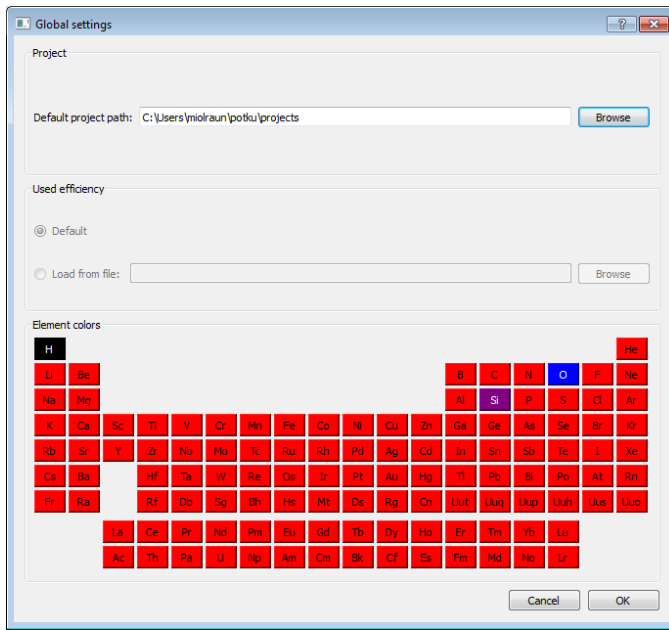 Global settings
Project
Default project path: C:\Users\miolraun\potku\projects Browse
Used efficiency
Default
Load from file: Browse
Element colors
H He
Li Be B C N O F Ne
Na Mg Al Si P S Cl Ar
K Ca Sc Ti V Cr Mn Fe Co Ni Cu Zn Ga Ge As Se Br Kr
Rb Sr Y Zr Nb Mo Tc Ru Rh Pd Ag Cd In Sn Sb Te I Xe
Cs Ba Hf Ta W Re Os Ir Pt Au Hg Tl Pb Bi Po At Rn
Fr Ra Rf Db Sg Bh Hs Mt Ds Rg Cn Uut Uuq Uup Uuh Uus Uuo
La Ce Pr Nd Pm Eu Gd Tb Dy Ho Er Tm Yb Lu
Ac Th Pa U Np Am Cm Bk Cf Es Fm Md No Lr
Cancel OK